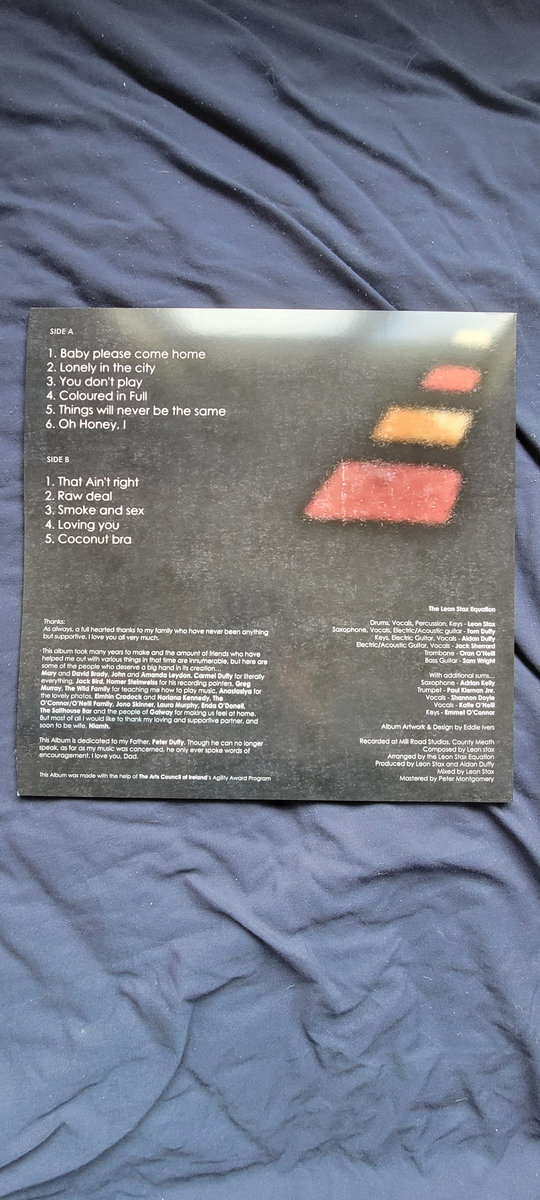 SIDE A
1. Baby please come home
2. Lonely in the city
3. You don't play
4. Coloured in Full
5. Things will never be the same
6. Oh Honey, I
SIDE B
1. That Ain't right
2. Raw deal
3. Smoke and sex
4. Loving you
5. Coconut bra
Thanks:
As always, a full hearted thanks to my family who have never been anything
but supportive. I love you all very much.
This album took many years to make and the amount of friends who have
helped me out with various things in that time are innumerable, but here are
some of the people who deserve a big hand in its creation...
Mary and David Brady, John and Amanda Leydon, Carmel Duffy for literally
everything, Jack Bird, Homer Steinweiss for his recording pointers, Greg
Murray, The Wild Family for teaching me how to play music, Anastasiya for
the lovely photos, Eimhin Craddock and Noriana Kennedy, The
O'Connor/O'Neill Family, Jono Skinner, Laura Murphy, Enda O'Donell,
The Salthouse Bar and the people of Galway for making us feel at home.
But most of all I would like to thank my loving and supportive partner, and
soon to be wife, Niamh.
This Album is dedicated to my Father, Peter Duffy. Though he can no longer
speak, as far as my music was concerned, he only ever spoke words of
encouragement. I love you, Dad.
This Album was made with the help of The Arts Council of Ireland's Agility Award Program
The Leon Stax Equation
Drums, Vocals, Percussion, Keys - Leon Stax
Saxophone, Vocals, Electric/Acoustic guitar - Tom Duffy
Keys, Electric Guitar, Vocals - Aidan Duffy
Electric/Acoustic Guitar, Vocals - Jack Sherrard
Trombone - Oran O'Neill
Bass Guitar - Sam Wright
With additional sums...
Saxophone - Adrian Kelly
Trumpet - Paul Kiernan Jnr.
Vocals - Shannon Doyle
Vocals - Katie O'Neill
Keys - Emmet O'Connor
Album Artwork & Design by Eddie Ivers
Recorded at Mill Road Studios, County Meath
Composed by Leon stax
Arranged by the Leon Stax Equation
Produced by Leon Stax and Aidan Duffy
Mixed by Leon Stax
Mastered by Peter Montgomery